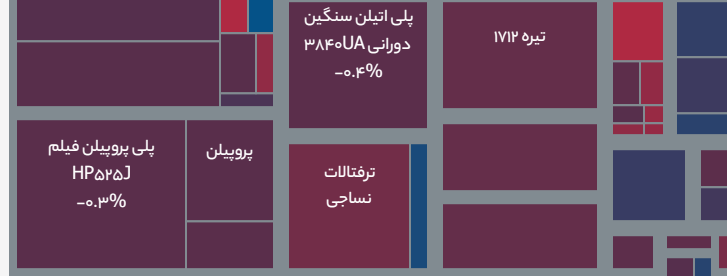 پلی اتیلن سنگین
دورانی ۳۸۴۰UA
-۰.۴%
تیره ۱۷۱۲
پلی پروپیلن فیلم
HP۵۲۵J
-۰.۳%
پروپیلن
ترفتالات
نساجی